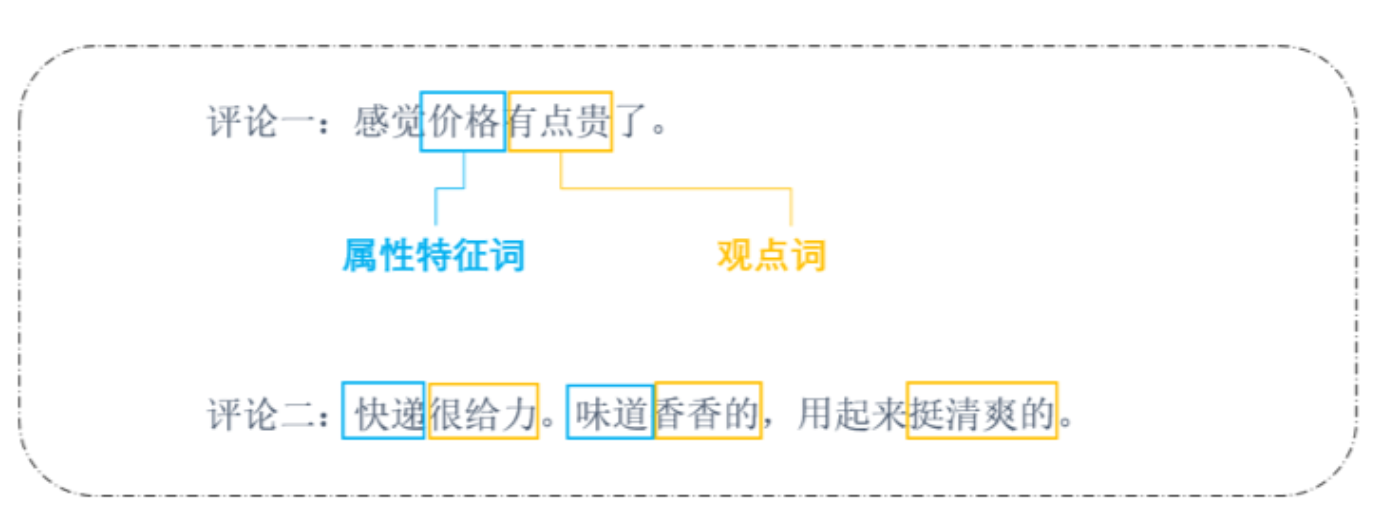 评论一：感觉价格有点贵了。
属性特征词 观点词
评论二：快递很给力。味道香香的，用起来挺清爽的。